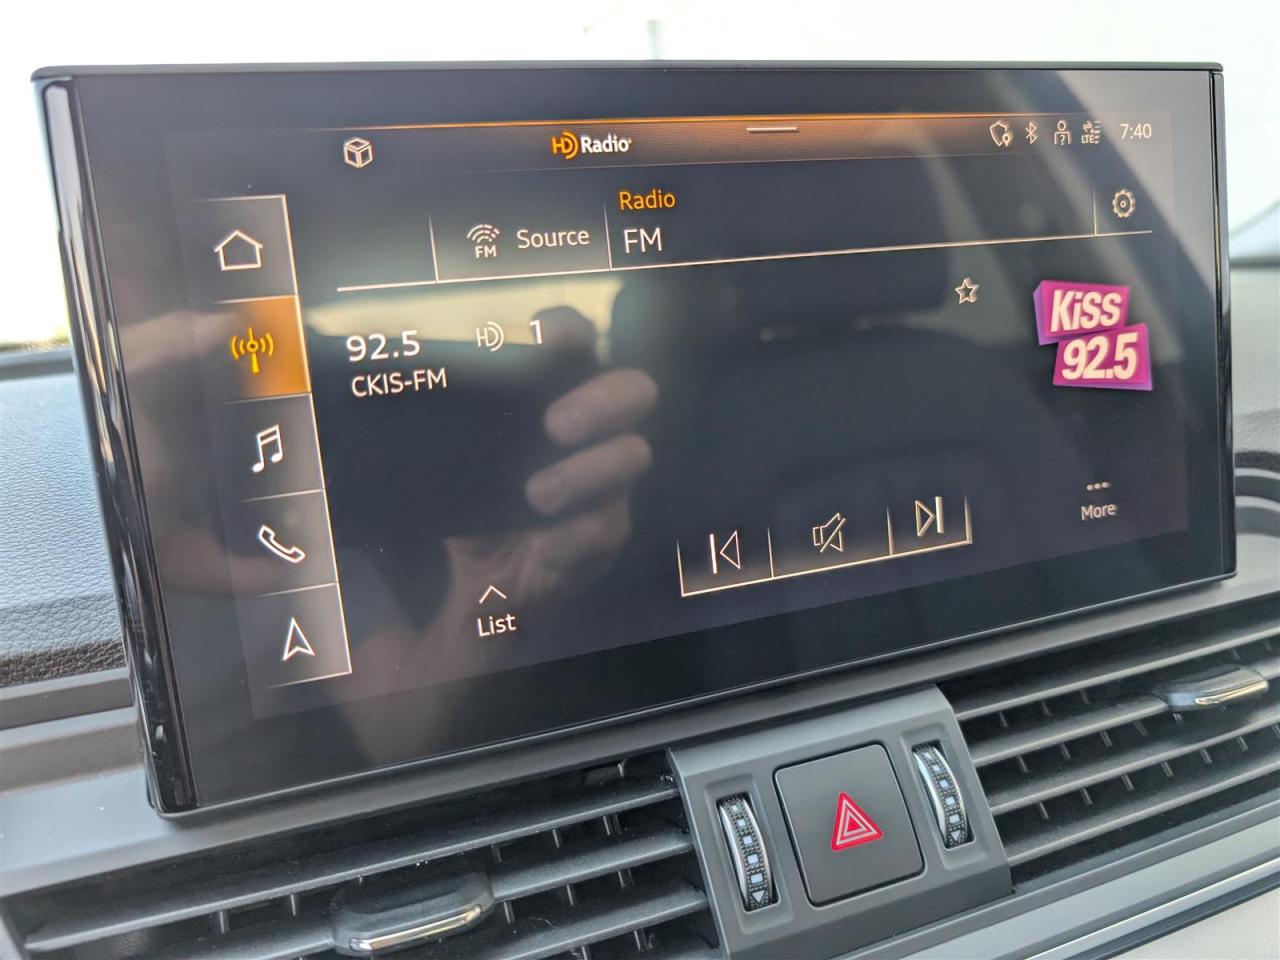 HD Radio
LTE
7:40
FM
Source
Radio
FM
92.5
HD 1
CKIS-FM
KiSS
92.5
List
More